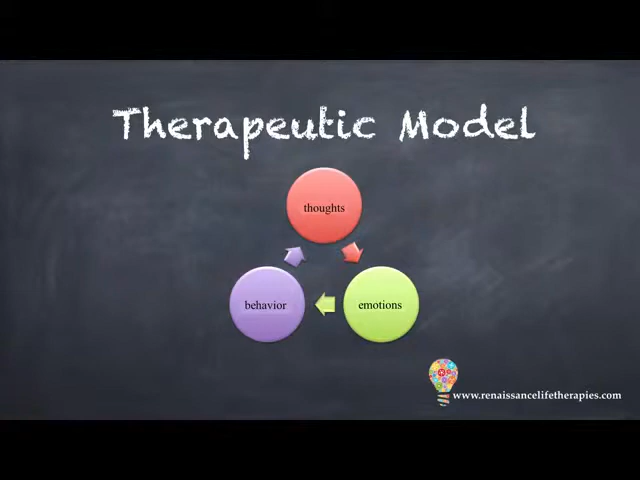 Therapeutic Model
thoughts
behavior
emotions
www.renaissancelifetherapies.com